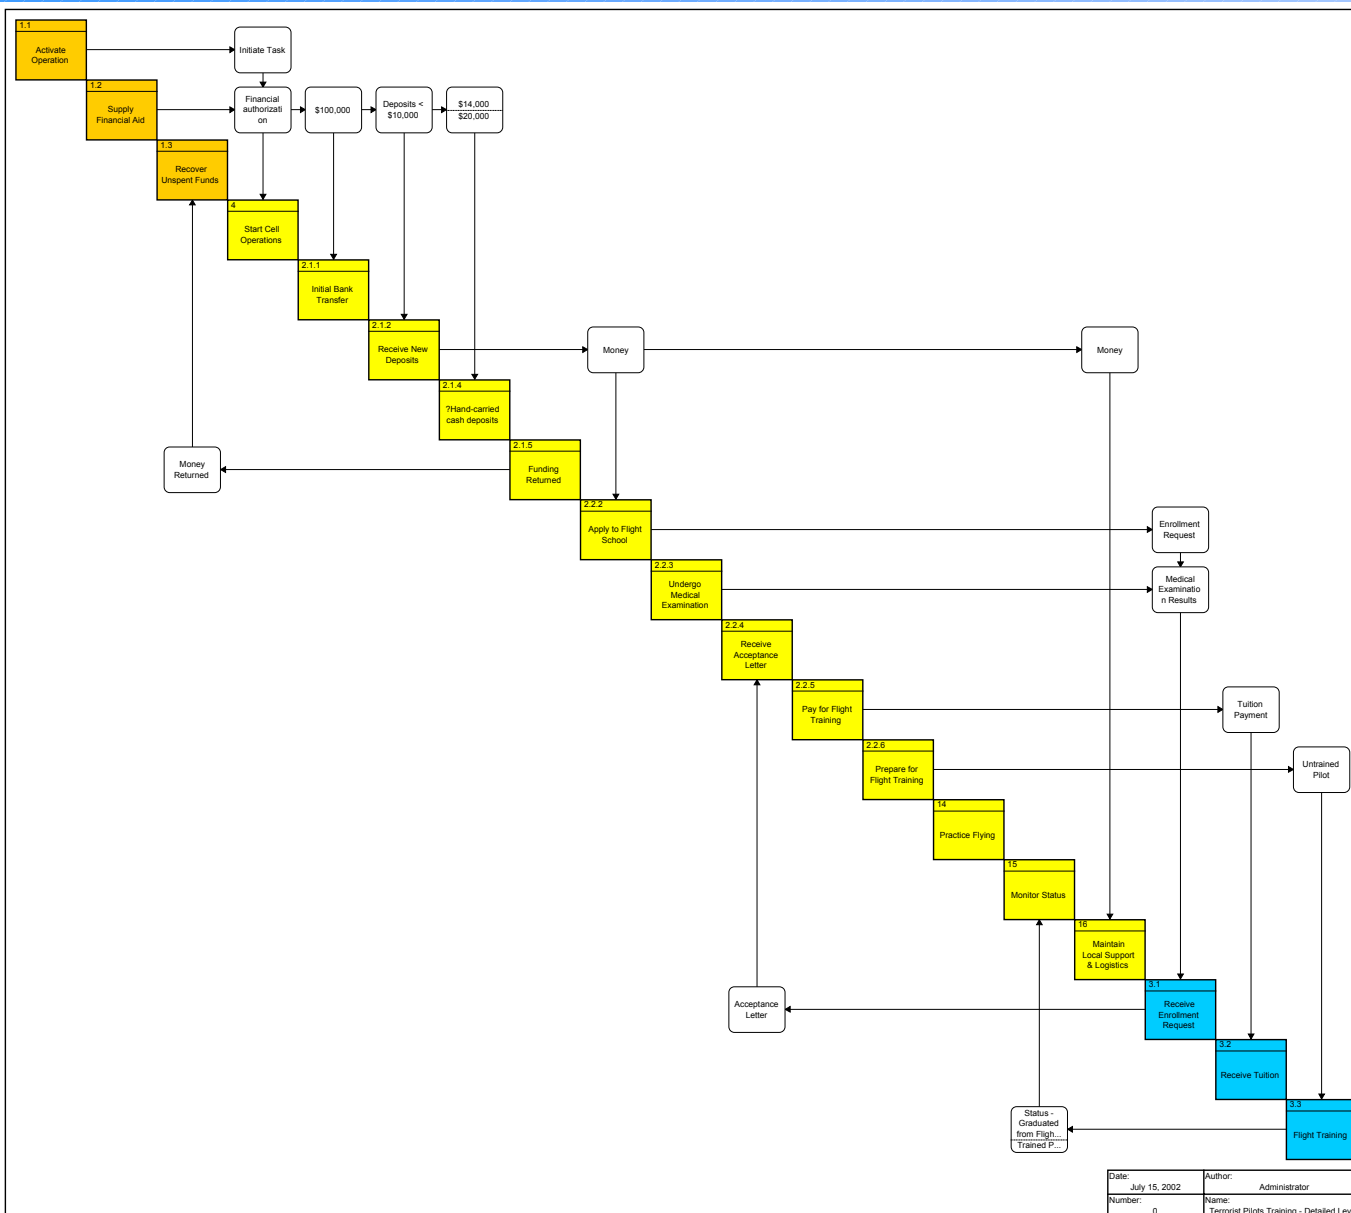 1.1
Activate
Operation
Initiate Task
1.2
Supply
Financial Aid
Financial
authorizati
on
$100,000
Deposits <
$10,000
$14,000
$20,000
1.3
Recover
Unspent Funds
4
Start Cell
Operations
2.1.1
Initial Bank
Transfer
2.1.2
Receive New
Deposits
Money
Money
2.1.4
?Hand-carried
cash deposits
2.1.5
Funding
Returned
Money
Returned
2.2.2
Apply to Flight
School
Enrollment
Request
2.2.3
Undergo
Medical
Examination
Medical
Examinatio
n Results
2.2.4
Receive
Acceptance
Letter
2.2.5
Pay for Flight
Training
Tuition
Payment
2.2.6
Prepare for
Flight Training
Untrained
Pilot
14
Practice Flying
15
Monitor Status
16
Maintain
Local Support
& Logistics
3.1
Receive
Enrollment
Request
Acceptance
Letter
3.2
Receive Tuition
3.3
Flight Training
Status -
Graduated
from Fligh...
Trained P...
Date:
July 15, 2002
Author:
Administrator
Number:
0
Name:
Terrorist Pilots Training - Detailed Lev